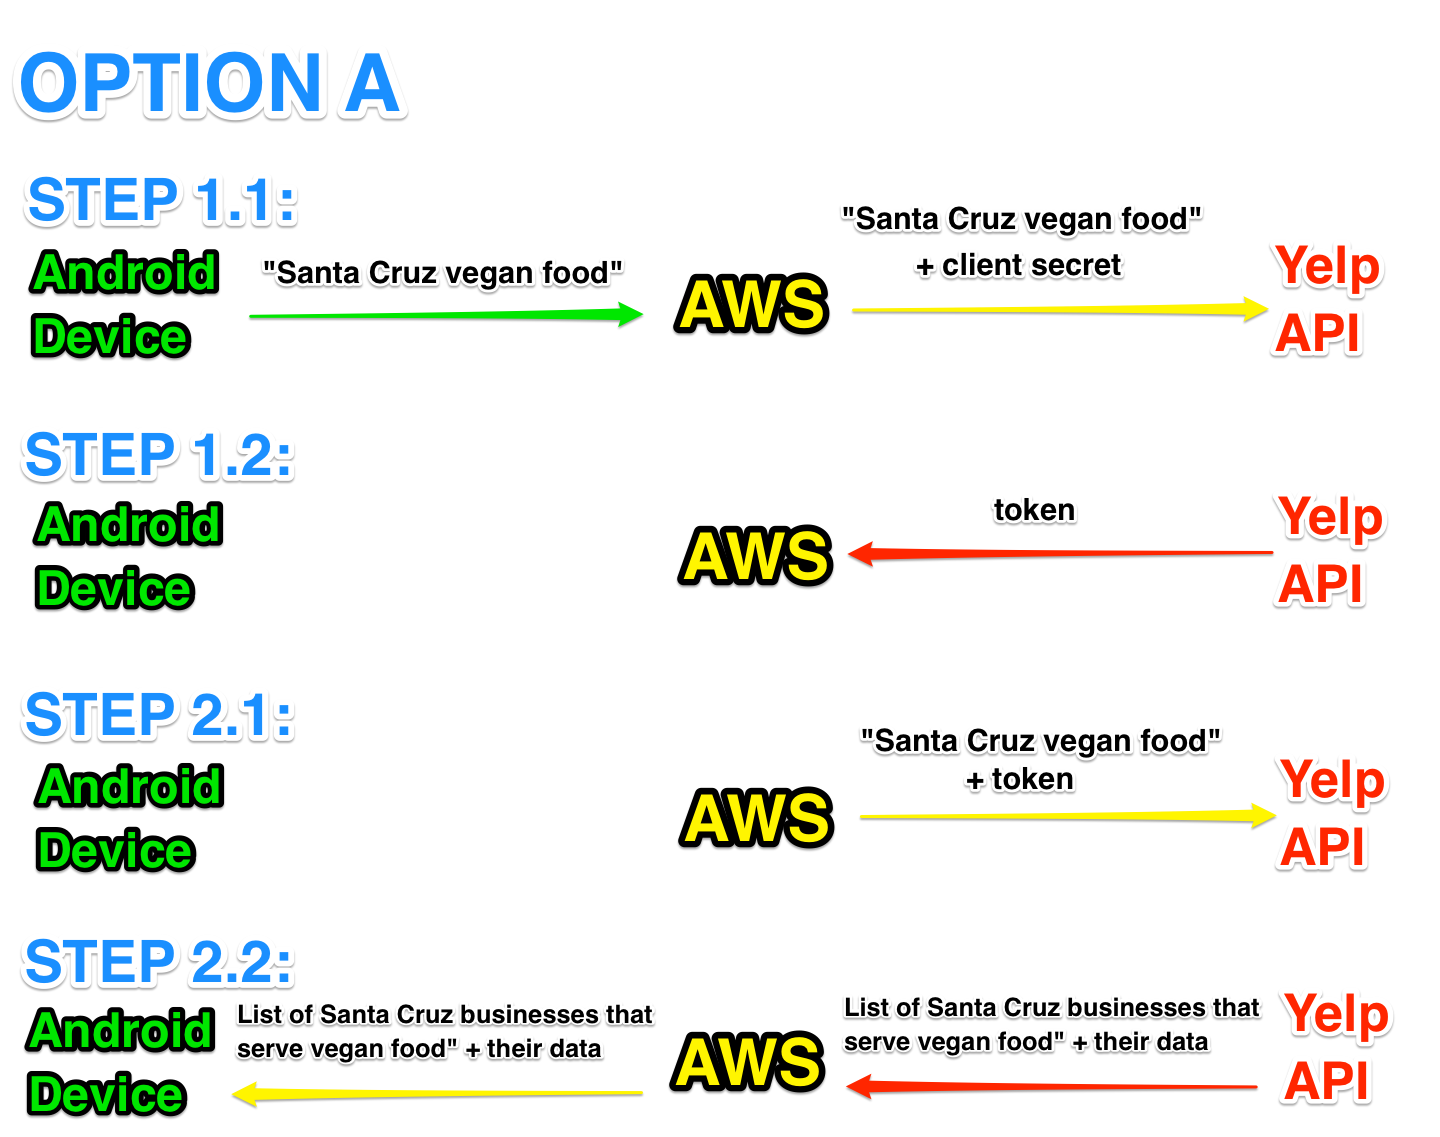 OPTION A
STEP 1.1:
Android
Device
"Santa Cruz vegan food"
AWS
"Santa Cruz vegan food"
+ client secret
Yelp
API
STEP 1.2:
Android
Device
AWS
token
Yelp
API
STEP 2.1:
Android
Device
AWS
"Santa Cruz vegan food"
+ token
Yelp
API
STEP 2.2:
Android
Device
List of Santa Cruz businesses that
serve vegan food" + their data
AWS
List of Santa Cruz businesses that
serve vegan food" + their data
Yelp
API